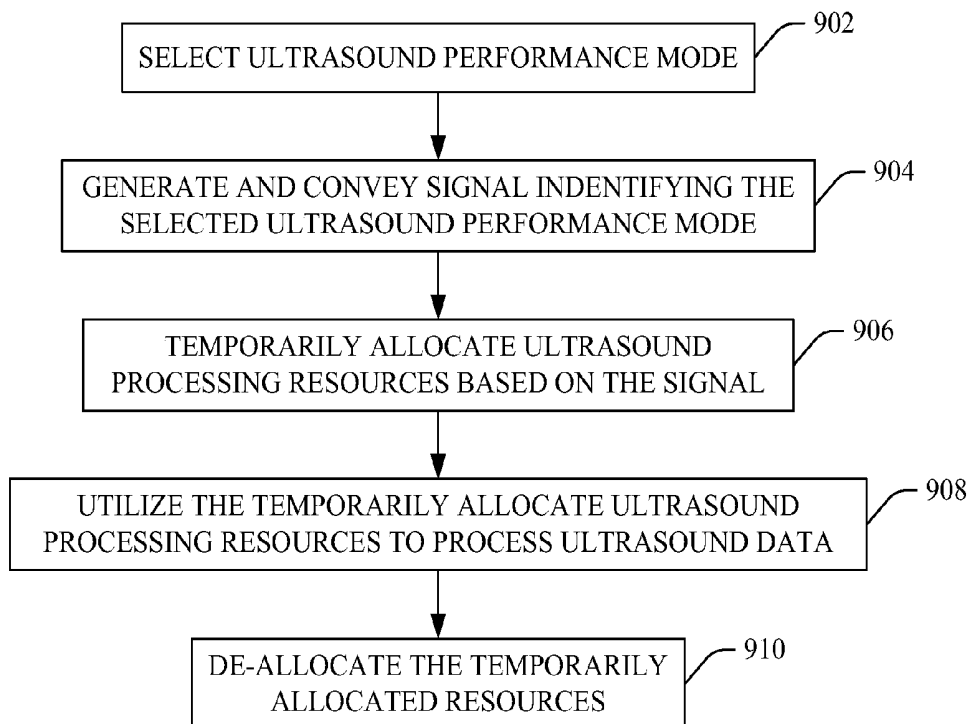 902
SELECT ULTRASOUND PERFORMANCE MODE
904
GENERATE AND CONVEY SIGNAL INDENTIFYING THE
SELECTED ULTRASOUND PERFORMANCE MODE
906
TEMPORARILY ALLOCATE ULTRASOUND
PROCESSING RESOURCES BASED ON THE SIGNAL
908
UTILIZE THE TEMPORARILY ALLOCATE ULTRASOUND
PROCESSING RESOURCES TO PROCESS ULTRASOUND DATA
910
DE-ALLOCATE THE TEMPORARILY
ALLOCATED RESOURCES